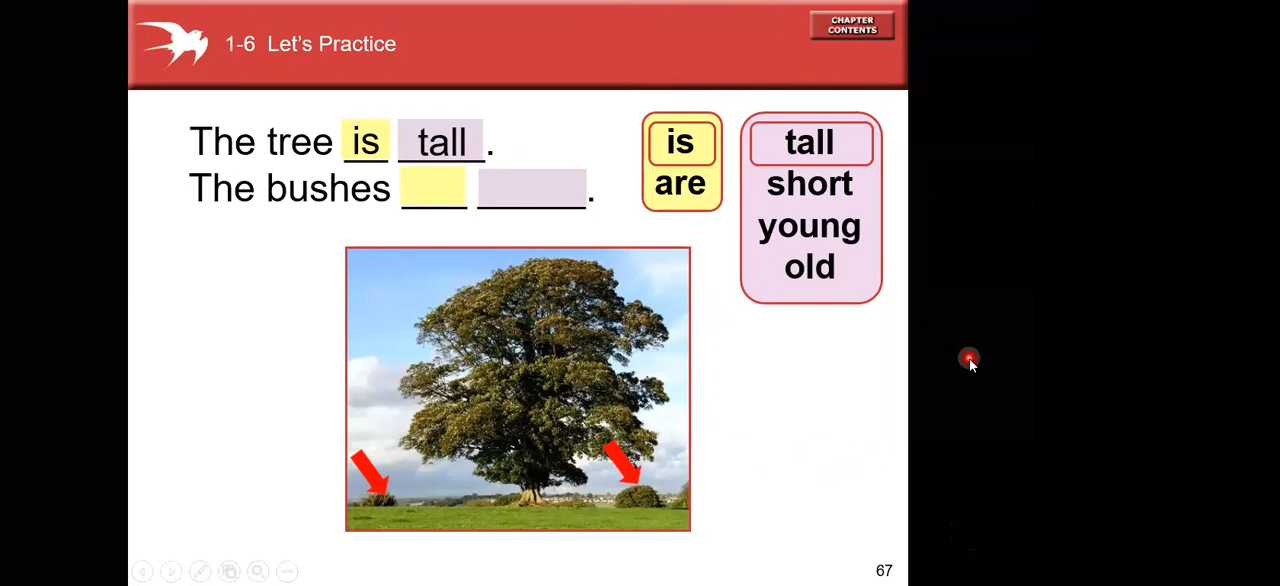 CHAPTER
CONTENTS
1-6 Let's Practice
The tree is tall.
The bushes ____ ______.
is
are
tall
short
young
old
67